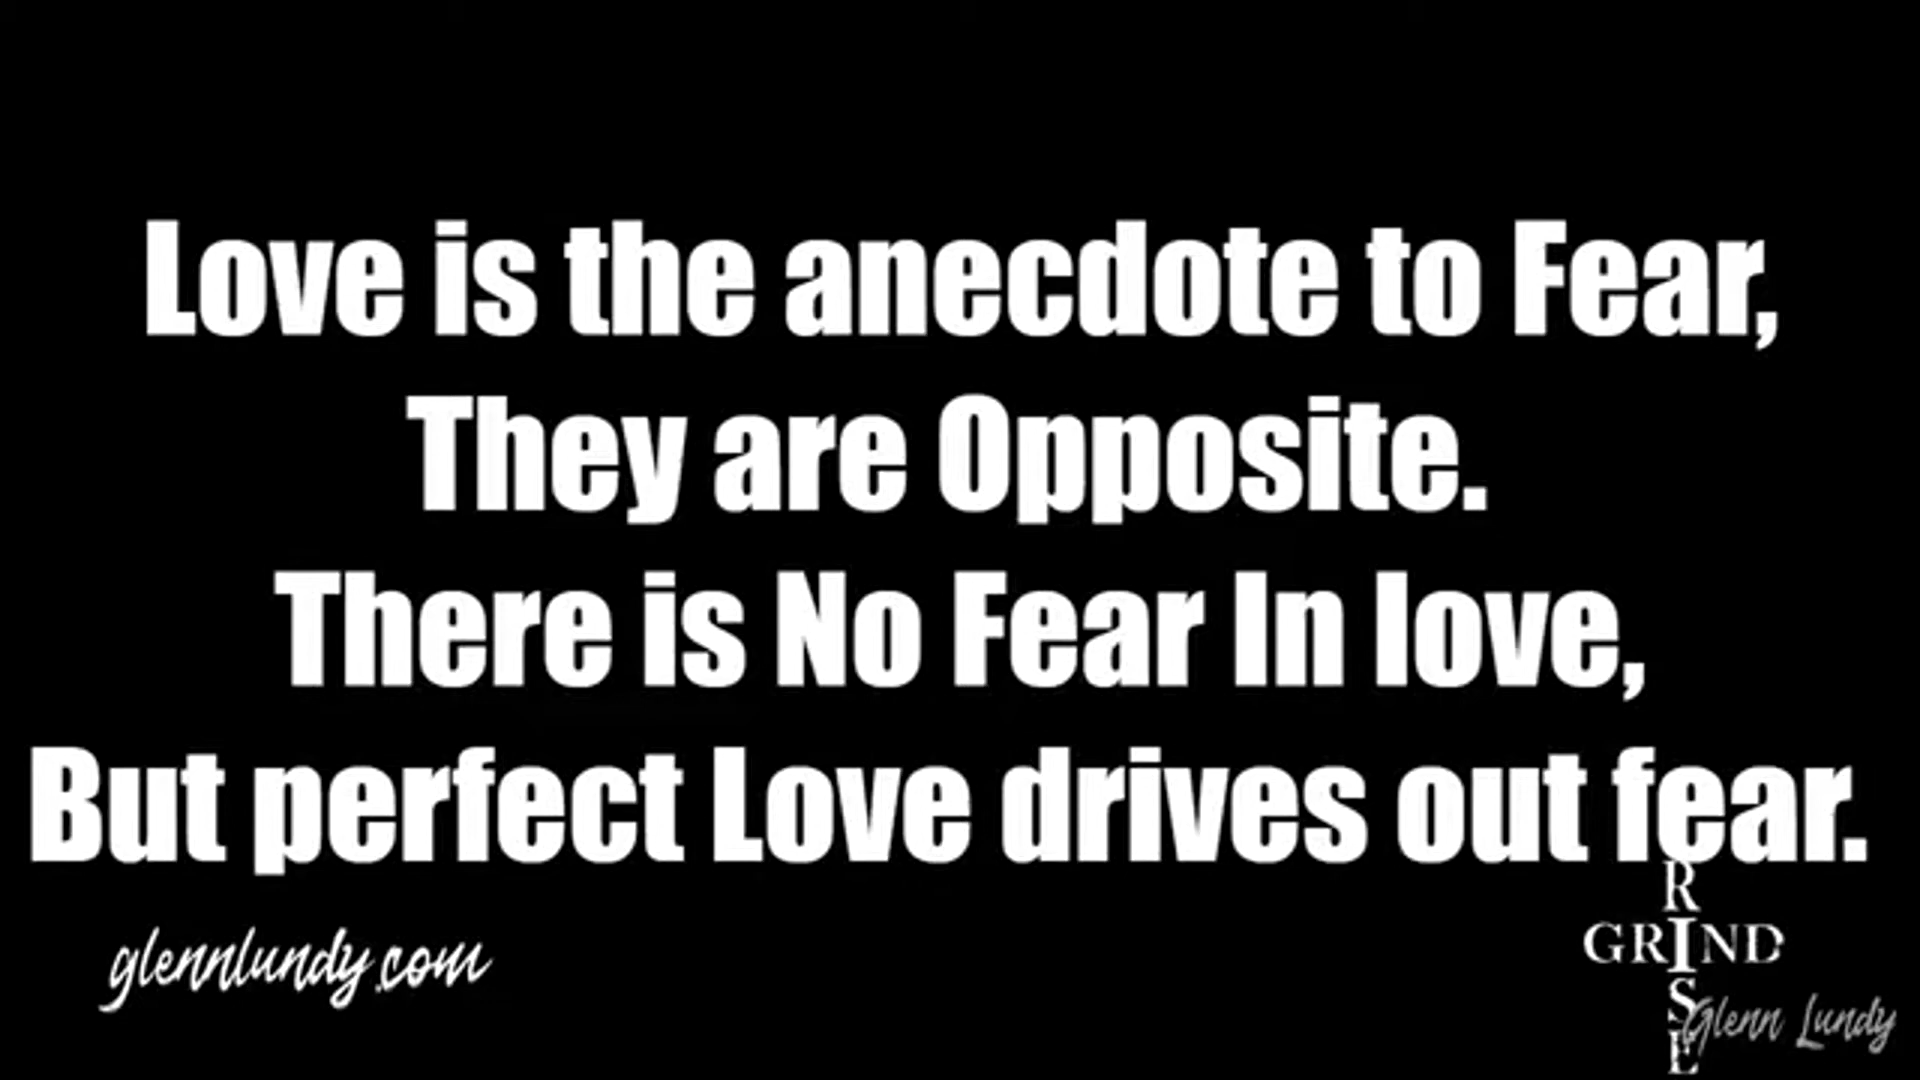 Love is the anecdote to Fear,
They are Opposite.
There is No Fear In love,
But perfect Love drives out fear.
glennlundy.com
RISE
GRIND
Glenn Lundy